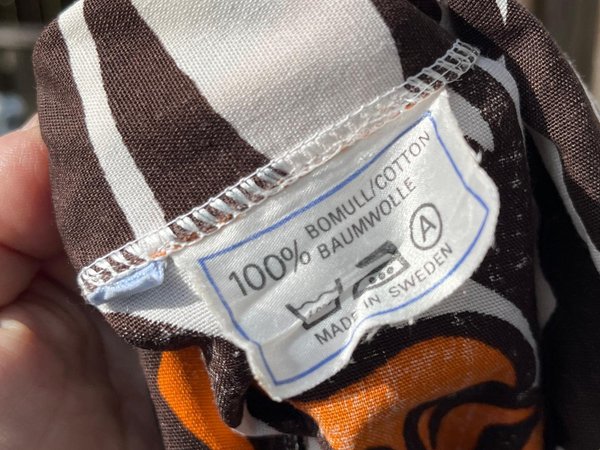 100% BOMULL/COTTON
BAUMWOLLE
A
MADE IN SWEDEN